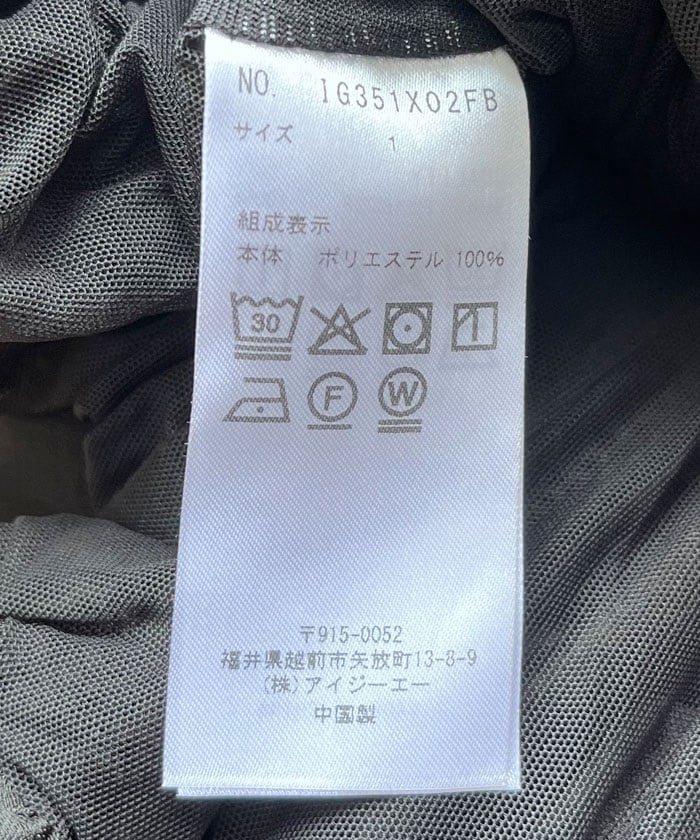 NO. IG351X02FB
サイズ 1
組成表示
本体 ポリエステル 100%
30
F W
〒915-0052
福井県越前市矢放町13-8-9
(株)アイジーエー
中国製